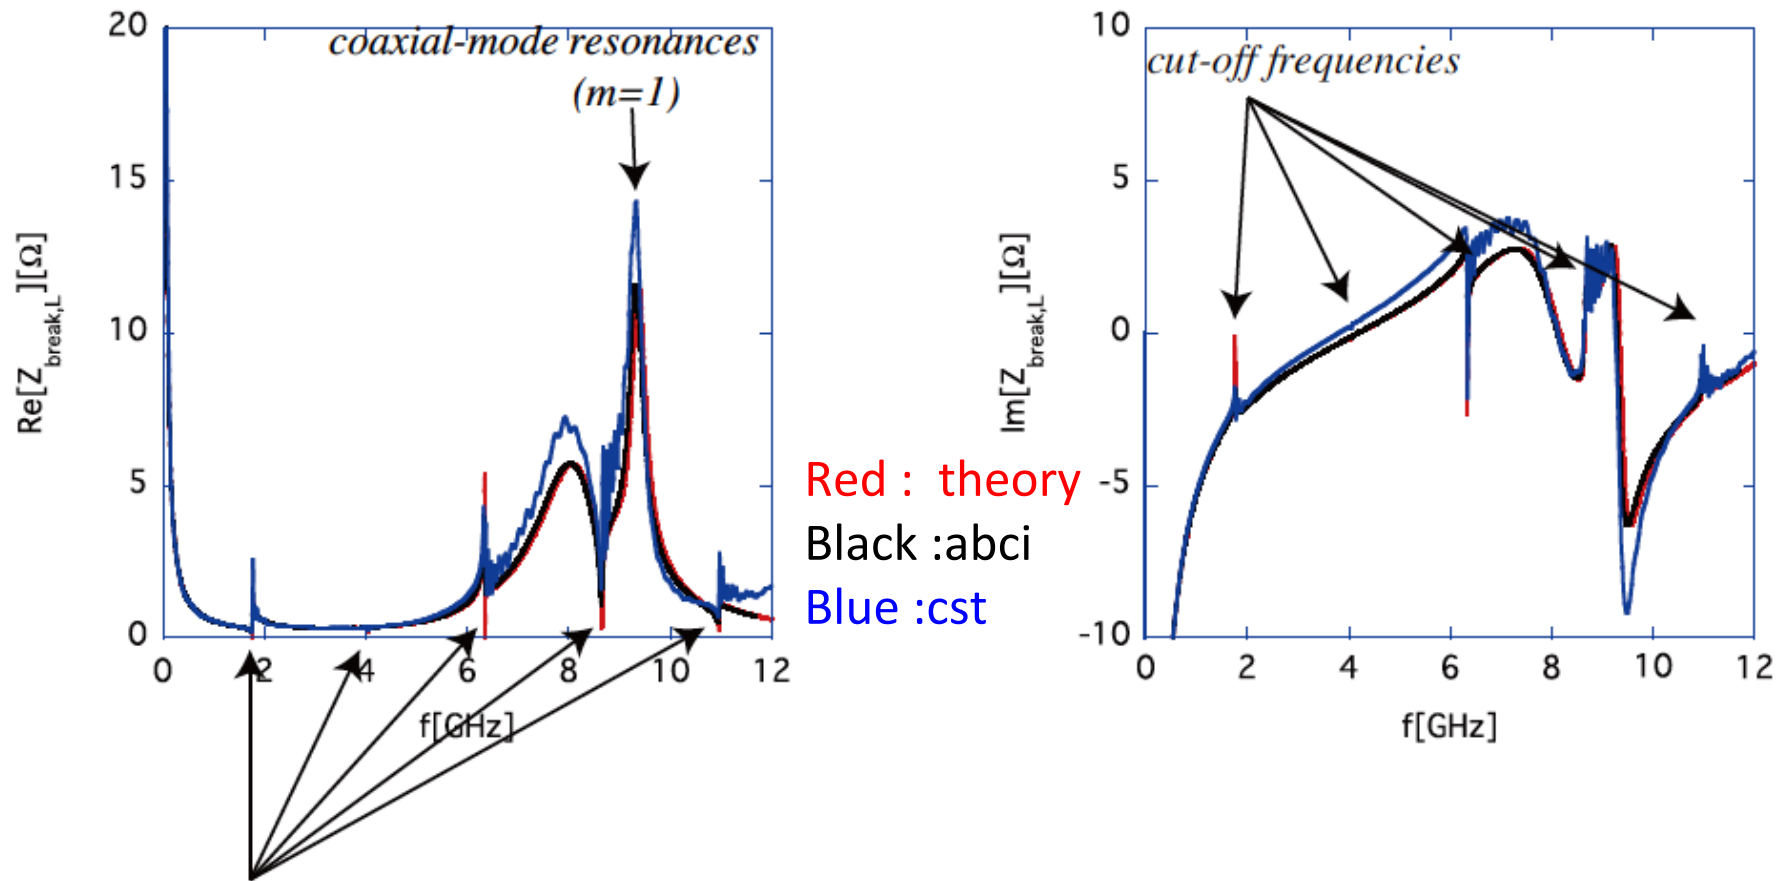 20
15
10
5
0
0 2 4 6 8 10 12
f[GHz]
Re[Z_break,L][Ω]
coaxial-mode resonances
(m=1)
Red : theory
Black :abci
Blue :cst
10
5
0
-5
-10
0 2 4 6 8 10 12
f[GHz]
Im[Z_break,L][Ω]
cut-off frequencies